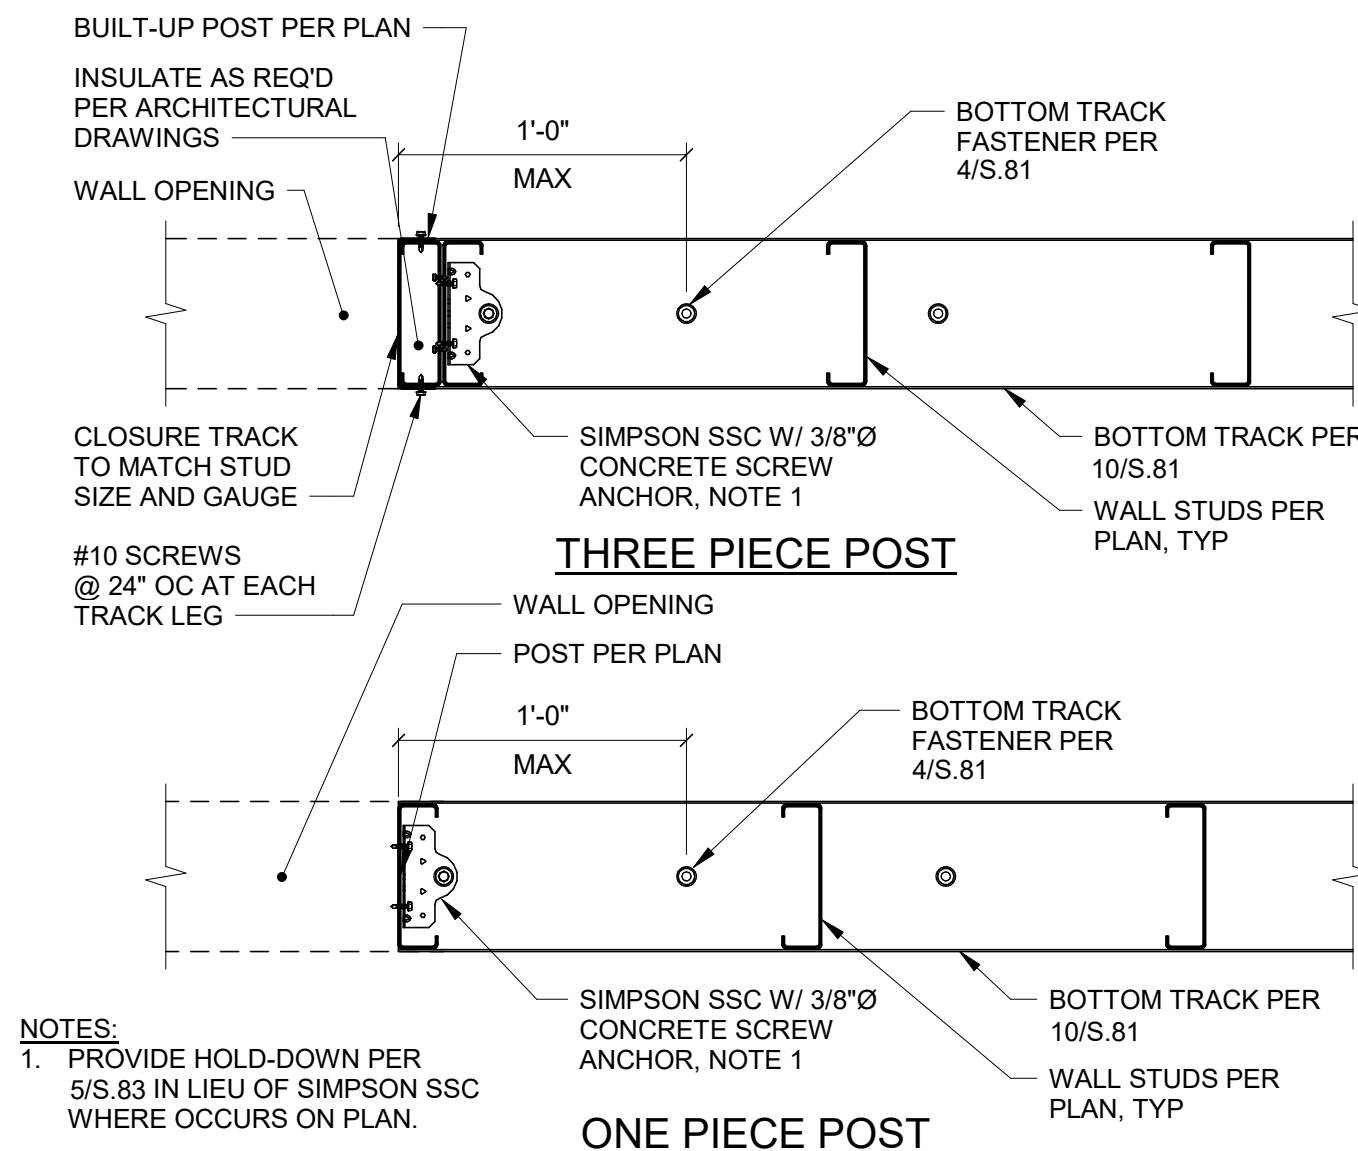 BUILT-UP POST PER PLAN
INSULATE AS REQ'D
PER ARCHITECTURAL
DRAWINGS
WALL OPENING
1'-0"
MAX
BOTTOM TRACK
FASTENER PER
4/S.81
CLOSURE TRACK
TO MATCH STUD
SIZE AND GAUGE
#10 SCREWS
@ 24" OC AT EACH
TRACK LEG
SIMPSON SSC W/ 3/8"Ø
CONCRETE SCREW
ANCHOR, NOTE 1
BOTTOM TRACK PER
10/S.81
WALL STUDS PER
PLAN, TYP
THREE PIECE POST
WALL OPENING
POST PER PLAN
1'-0"
MAX
BOTTOM TRACK
FASTENER PER
4/S.81
SIMPSON SSC W/ 3/8"Ø
CONCRETE SCREW
ANCHOR, NOTE 1
BOTTOM TRACK PER
10/S.81
WALL STUDS PER
PLAN, TYP
NOTES:
1. PROVIDE HOLD-DOWN PER
5/S.83 IN LIEU OF SIMPSON SSC
WHERE OCCURS ON PLAN.
ONE PIECE POST